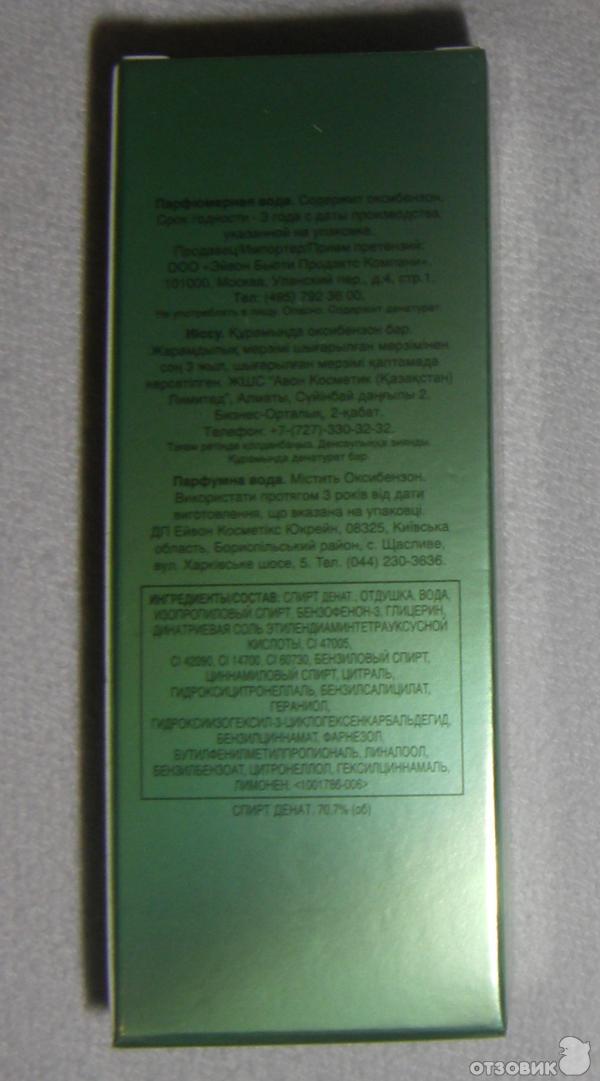 Парфюмерная вода. Содержит оксибензон.
Срок годности - 3 года с даты производства,
указанной на упаковке.
Продавец/Импортер/Прием претензий:
ООО «Эйвон Бьюти Продактс Компани»,
101000, Москва, Уланский пер., д.4, стр.1.
Тел: (495) 792 36 00.
Не употреблять в пищу. Опасно. Содержит денатурат.
Иіссу. Құрамында оксибензон бар.
Жарамдылық мерзімі шығарылған мерзімінен
соң 3 жыл, шығарылған мерзімі қаптамада
көрсетілген. ЖШС "Авон Косметик (Қазақстан)
Лимитед", Алматы, Сүйінбай даңғылы 2,
Бизнес-Орталық, 2-қабат.
Телефон: +7-(727)-330-32-32.
Тағам ретінде қолданбаңыз. Денсаулыққа зиянды.
Құрамында денатурат бар.
Парфумна вода. Містить Оксибензон.
Використати протягом 3 років від дати
виготовлення, що вказана на упаковці.
ДП Ейвон Косметікс Юкрейн, 08325, Київська
область, Бориспільський район, с. Щасливе,
вул. Харківське шосе, 5. Тел. (044) 230-3636.
ИНГРЕДИЕНТЫ/СОСТАВ: СПИРТ ДЕНАТ., ОТДУШКА, ВОДА,
ИЗОПРОПИЛОВЫЙ СПИРТ, БЕНЗОФЕНОН-3, ГЛИЦЕРИН,
ДИНАТРИЕВАЯ СОЛЬ ЭТИЛЕНДИАМИНТЕТРАУКСУСНОЙ
КИСЛОТЫ, CI 47005,
CI 42090, CI 14700, CI 60730, БЕНЗИЛОВЫЙ СПИРТ,
ЦИННАМИЛОВЫЙ СПИРТ, ЦИТРАЛЬ,
ГИДРОКСИЦИТРОНЕЛЛАЛЬ, БЕНЗИЛСАЛИЦИЛАТ,
ГЕРАНИОЛ,
ГИДРОКСИИЗОГЕКСИЛ-3-ЦИКЛОГЕКСЕНКАРБАЛЬДЕГИД,
БЕНЗИЛЦИННАМАТ, ФАРНЕЗОЛ,
БУТИЛФЕНИЛМЕТИЛПРОПИОНАЛЬ, ЛИНАЛООЛ,
БЕНЗИЛБЕНЗОАТ, ЦИТРОНЕЛЛОЛ, ГЕКСИЛЦИННАМАЛЬ,
ЛИМОНЕН. <1001786-006>
СПИРТ ДЕНАТ. 70,7% (об)
ОТЗОВИК